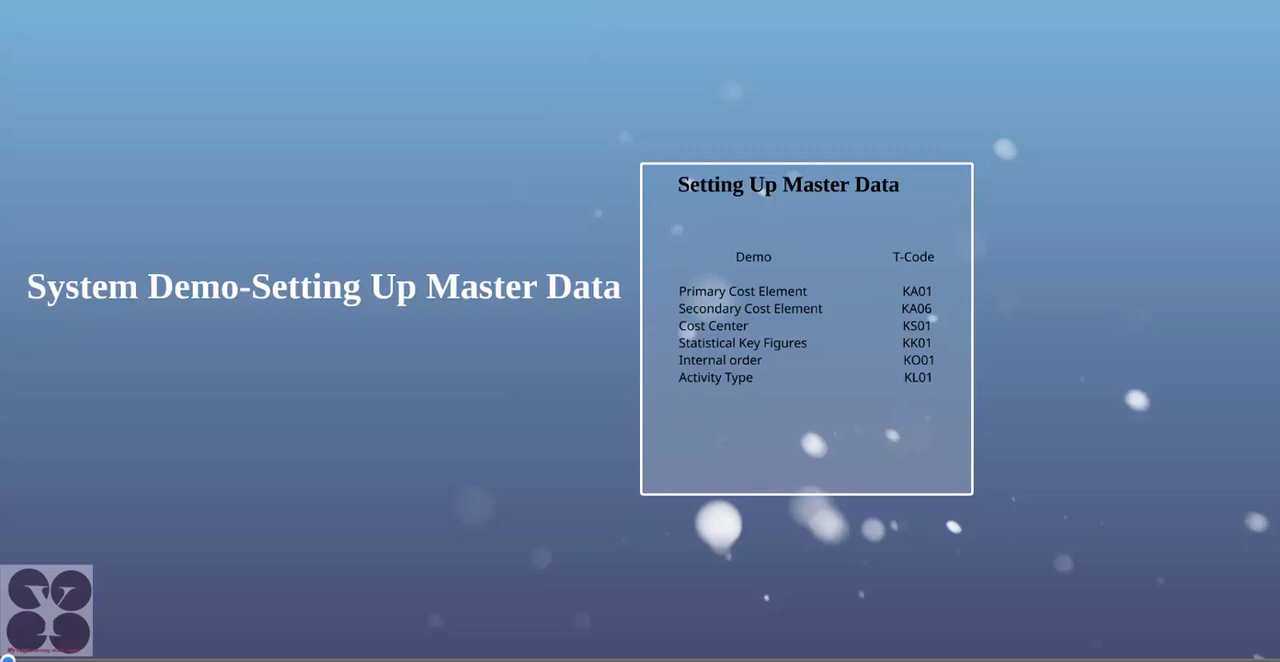 System Demo-Setting Up Master Data
Setting Up Master Data
Demo T-Code
Primary Cost Element KA01
Secondary Cost Element KA06
Cost Center KS01
Statistical Key Figures KK01
Internal order KO01
Activity Type KL01